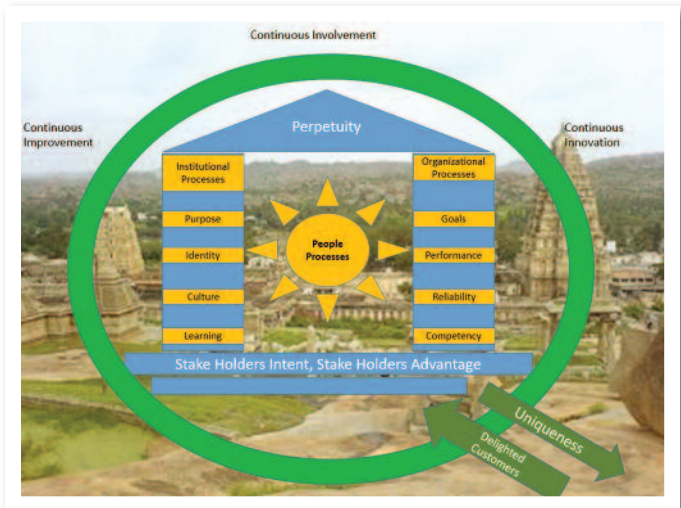 Continuous Involvement
Continuous
Improvement
Continuous
Innovation
Perpetuity
Institutional
Processes
Purpose
Identity
Culture
Learning
People
Processes
Organizational
Processes
Goals
Performance
Reliability
Competency
Stake Holders Intent, Stake Holders Advantage
Uniqueness
Delighted
Customers